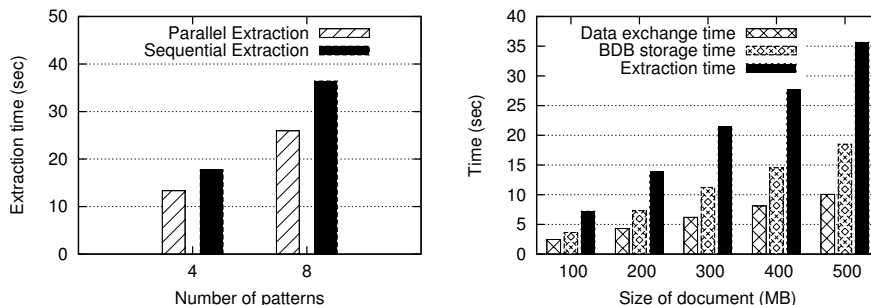 50
40
30
20
10
0
Extraction time (sec)
Parallel Extraction
Sequential Extraction
4 8
Number of patterns
40
35
30
25
20
15
10
5
0
Time (sec)
Data exchange time
BDB storage time
Extraction time
100 200 300 400 500
Size of document (MB)